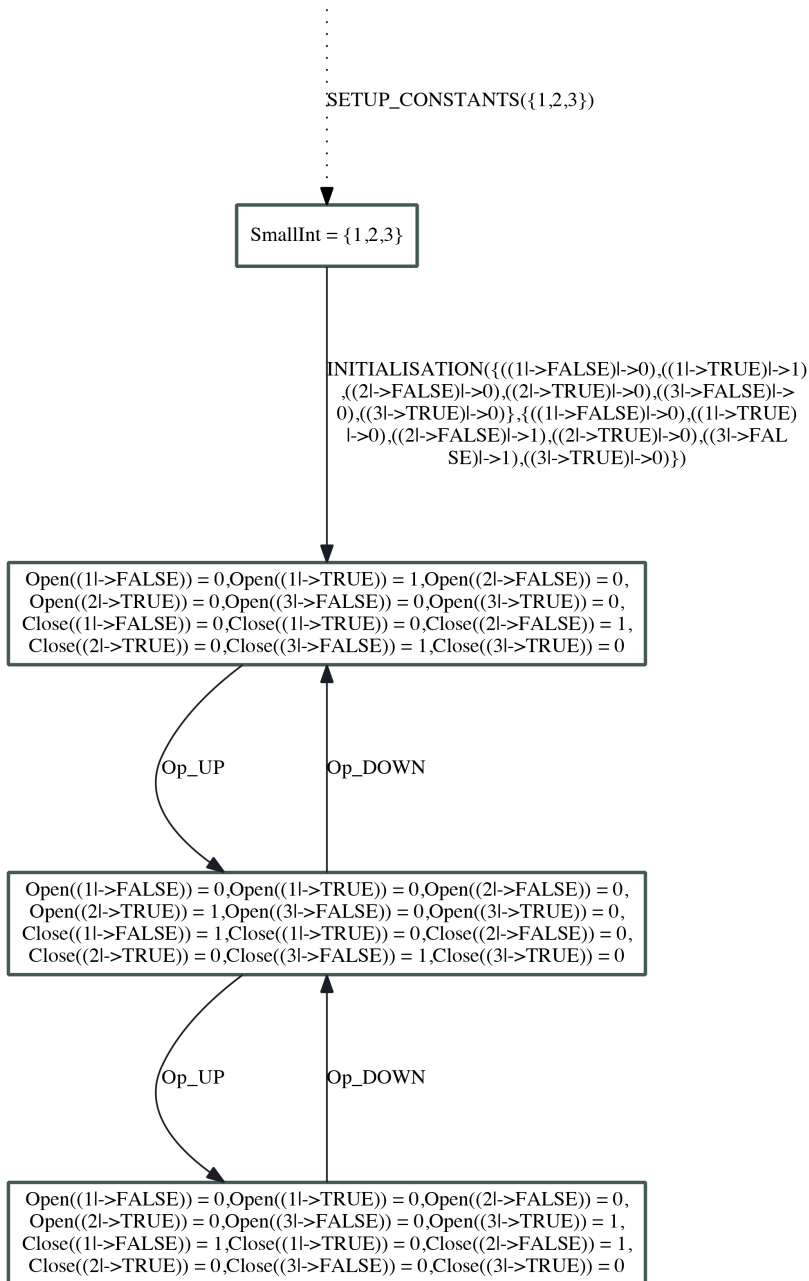 SETUP_CONSTANTS({1,2,3})
SmallInt = {1,2,3}
INITIALISATION({((1|->FALSE)|->0),((1|->TRUE)|->1)
,((2|->FALSE)|->0),((2|->TRUE)|->0),((3|->FALSE)|->
0),((3|->TRUE)|->0)},{((1|->FALSE)|->0),((1|->TRUE)
|->0),((2|->FALSE)|->1),((2|->TRUE)|->0),((3|->FAL
SE)|->1),((3|->TRUE)|->0)})
Open((1|->FALSE)) = 0,Open((1|->TRUE)) = 1,Open((2|->FALSE)) = 0,
Open((2|->TRUE)) = 0,Open((3|->FALSE)) = 0,Open((3|->TRUE)) = 0,
Close((1|->FALSE)) = 0,Close((1|->TRUE)) = 0,Close((2|->FALSE)) = 1,
Close((2|->TRUE)) = 0,Close((3|->FALSE)) = 1,Close((3|->TRUE)) = 0
Op_UP
Op_DOWN
Open((1|->FALSE)) = 0,Open((1|->TRUE)) = 0,Open((2|->FALSE)) = 0,
Open((2|->TRUE)) = 1,Open((3|->FALSE)) = 0,Open((3|->TRUE)) = 0,
Close((1|->FALSE)) = 1,Close((1|->TRUE)) = 0,Close((2|->FALSE)) = 0,
Close((2|->TRUE)) = 0,Close((3|->FALSE)) = 1,Close((3|->TRUE)) = 0
Op_UP
Op_DOWN
Open((1|->FALSE)) = 0,Open((1|->TRUE)) = 0,Open((2|->FALSE)) = 0,
Open((2|->TRUE)) = 0,Open((3|->FALSE)) = 0,Open((3|->TRUE)) = 1,
Close((1|->FALSE)) = 1,Close((1|->TRUE)) = 0,Close((2|->FALSE)) = 1,
Close((2|->TRUE)) = 0,Close((3|->FALSE)) = 0,Close((3|->TRUE)) = 0